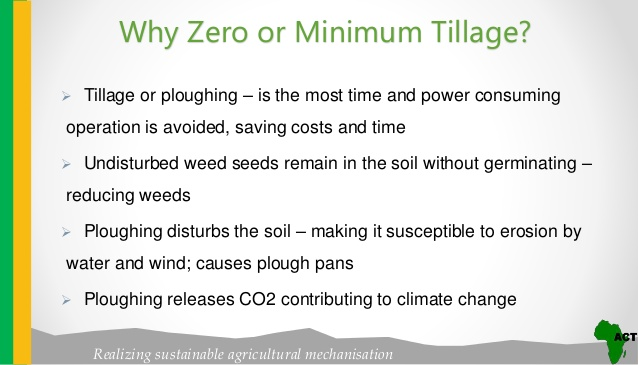 Why Zero or Minimum Tillage?
➢ Tillage or ploughing – is the most time and power consuming
operation is avoided, saving costs and time
➢ Undisturbed weed seeds remain in the soil without germinating –
reducing weeds
➢ Ploughing disturbs the soil – making it susceptible to erosion by
water and wind; causes plough pans
➢ Ploughing releases CO2 contributing to climate change
Realizing sustainable agricultural mechanisation
ACT